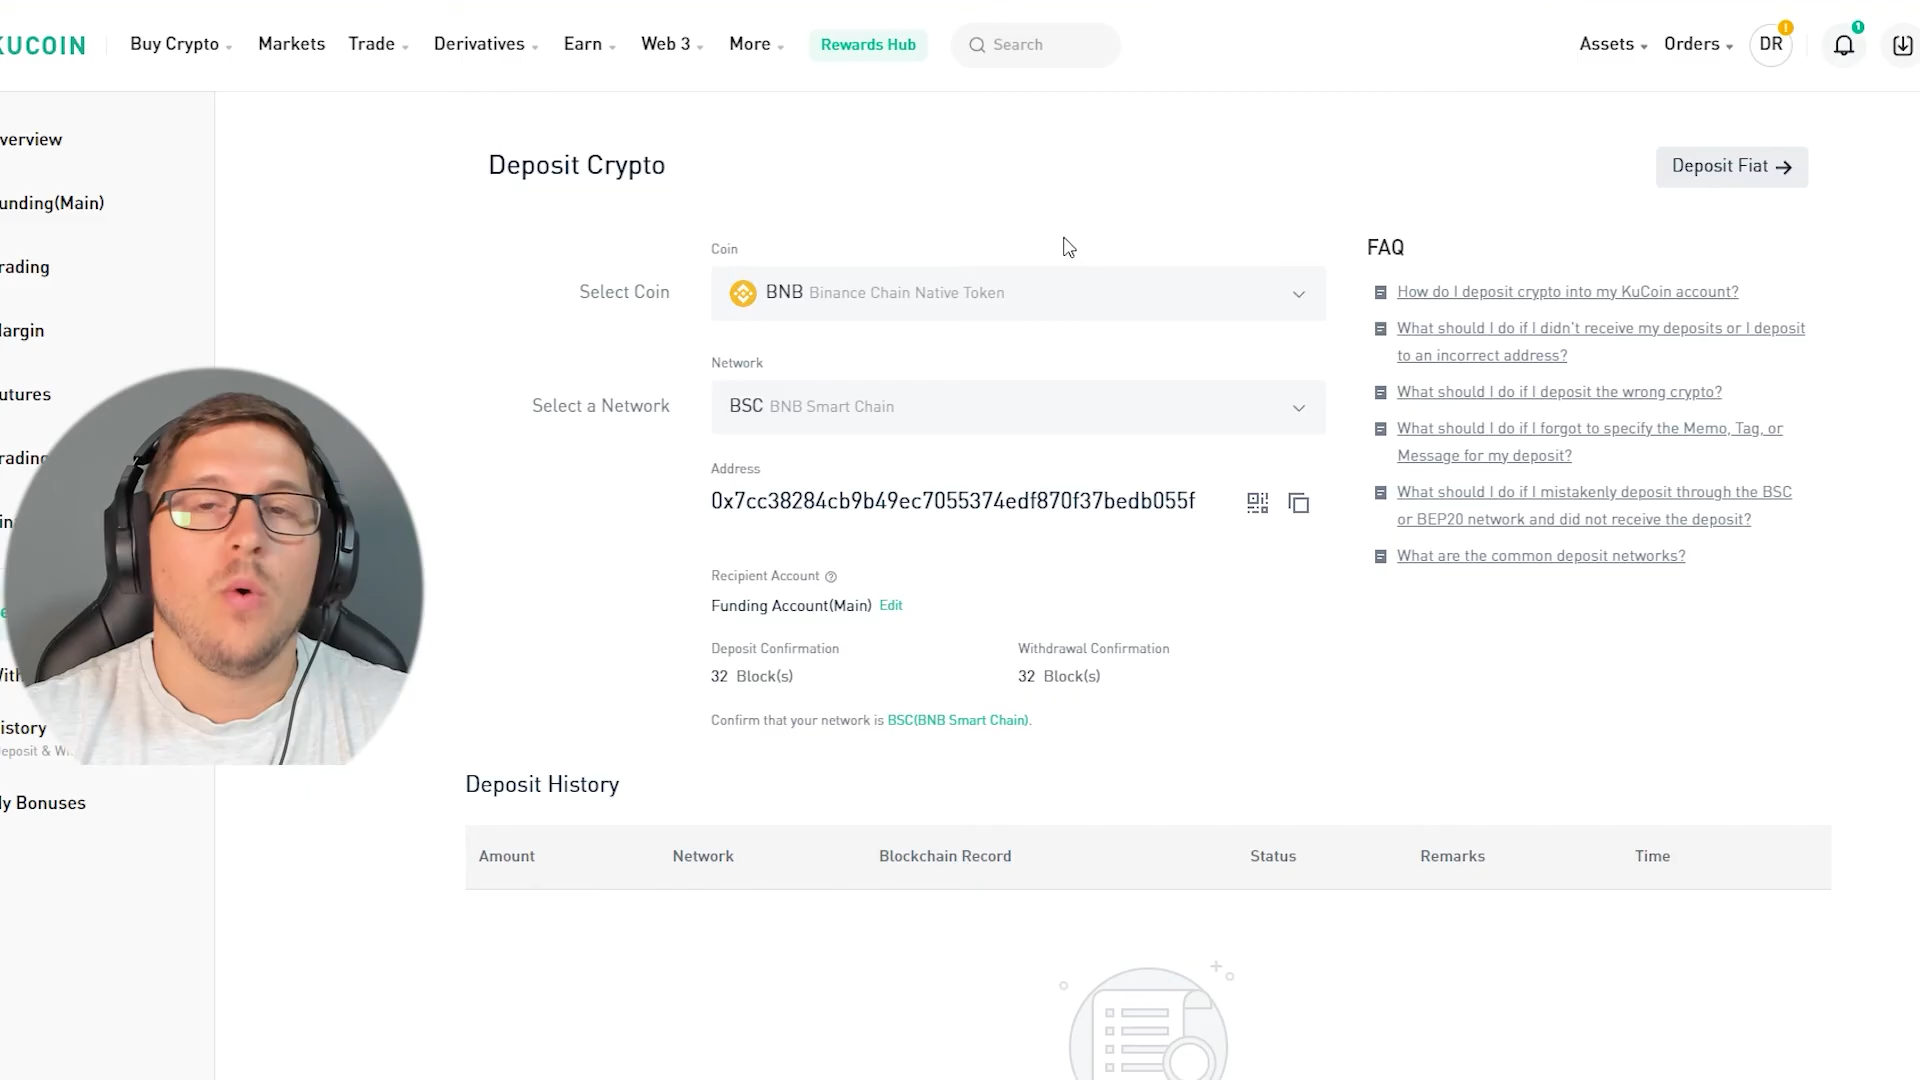 KUCOIN
Buy Crypto
Markets
Trade
Derivatives
Earn
Web 3
More
Rewards Hub
Search
Assets
Orders
DR
1
verview
unding(Main)
rading
argin
utures
rading
in
With
istory
eposit & Wi
y Bonuses
Deposit Crypto
Deposit Fiat
Coin
Select Coin
BNB Binance Chain Native Token
Network
Select a Network
BSC BNB Smart Chain
Address
0x7cc38284cb9b49ec7055374edf870f37bedb055f
Recipient Account
Funding Account(Main) Edit
Deposit Confirmation
Withdrawal Confirmation
32 Block(s)
32 Block(s)
Confirm that your network is BSC(BNB Smart Chain).
FAQ
How do I deposit crypto into my KuCoin account?
What should I do if I didn't receive my deposits or I deposit
to an incorrect address?
What should I do if I deposit the wrong crypto?
What should I do if I forgot to specify the Memo, Tag, or
Message for my deposit?
What should I do if I mistakenly deposit through the BSC
or BEP20 network and did not receive the deposit?
What are the common deposit networks?
Deposit History
Amount
Network
Blockchain Record
Status
Remarks
Time